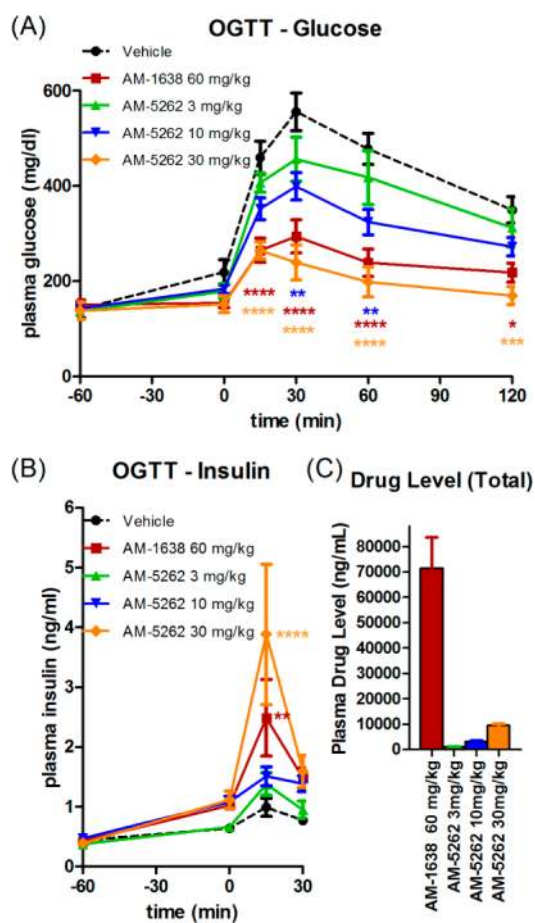 (A)
OGTT - Glucose
Vehicle
AM-1638 60 mg/kg
AM-5262 3 mg/kg
AM-5262 10 mg/kg
AM-5262 30 mg/kg
plasma glucose (mg/dl)
600
400
200
0
**** ** ** *
**** **** **** ***
**** ****
-60 -30 0 30 60 90 120
time (min)
(B)
OGTT - Insulin
Vehicle
AM-1638 60 mg/kg
AM-5262 3 mg/kg
AM-5262 10 mg/kg
AM-5262 30 mg/kg
plasma insulin (ng/ml)
6
5
4
3
2
1
0
****
**
-60 0 30
time (min)
(C)
Drug Level (Total)
Plasma Drug Level (ng/mL)
80000
70000
60000
50000
40000
30000
20000
10000
0
AM-1638 60 mg/kg
AM-5262 3mg/kg
AM-5262 10mg/kg
AM-5262 30mg/kg